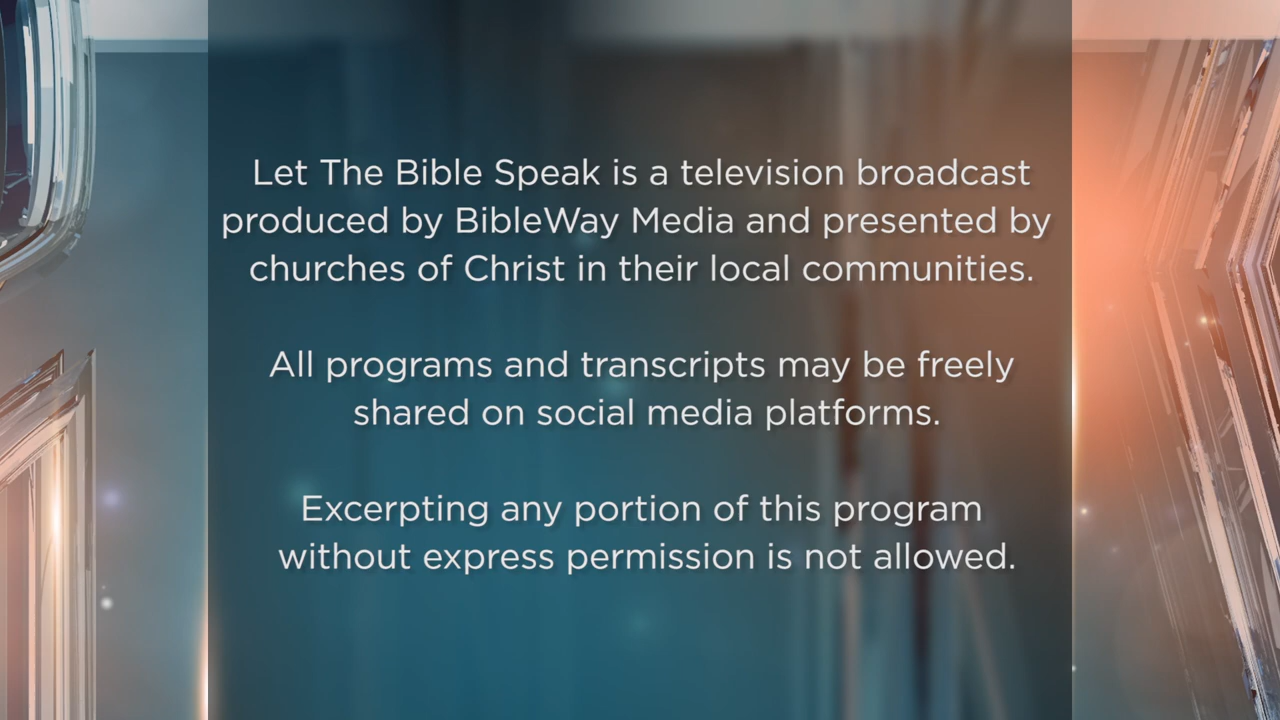 Let The Bible Speak is a television broadcast
produced by BibleWay Media and presented by
churches of Christ in their local communities.
All programs and transcripts may be freely
shared on social media platforms.
Excerpting any portion of this program
without express permission is not allowed.